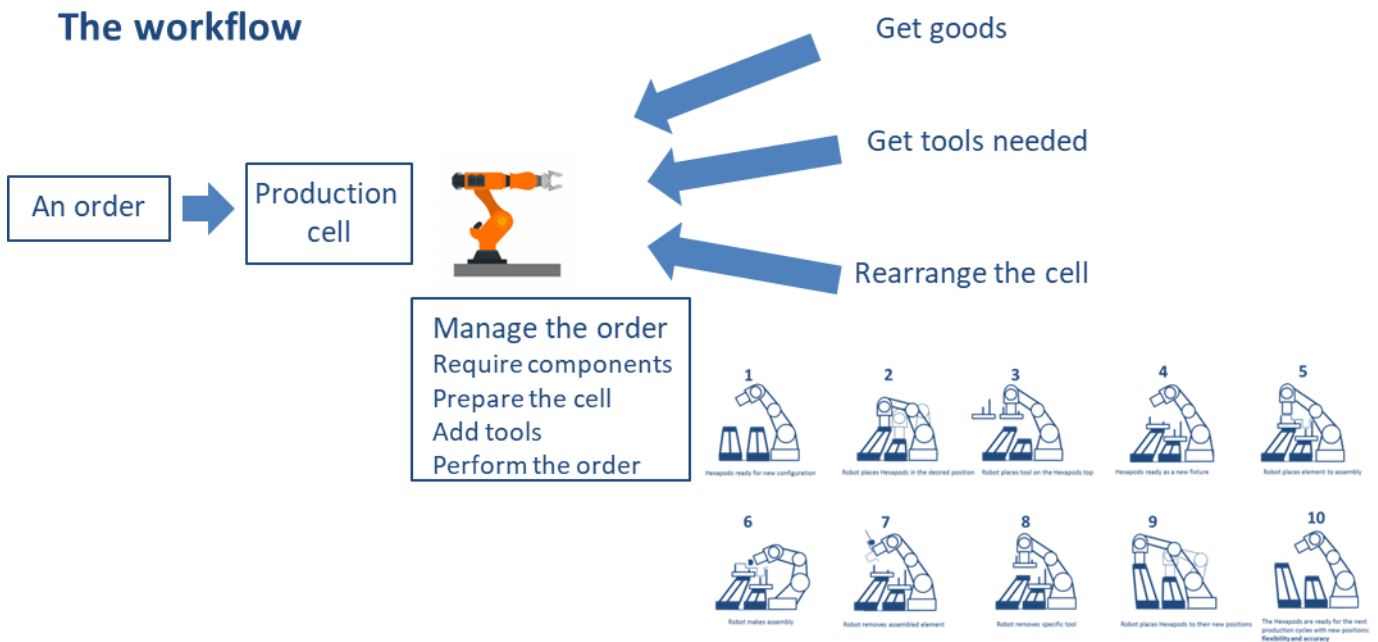 The workflow
Get goods
Get tools needed
An order
Production
cell
Rearrange the cell
Manage the order
Require components
Prepare the cell
Add tools
Perform the order
1
2
3
4
5
Hexapods ready for new configuration
Robot places Hexapods in the desired position
Robot places tool on the Hexapods top
Hexapods ready as a new fixture
Robot places element to assembly
6
7
8
9
10
Robot makes assembly
Robot removes assembled element
Robot removes specific tool
Robot places Hexapods to their new positions
The Hexapods are ready for the next
production cycles with new positions:
flexibility and accuracy